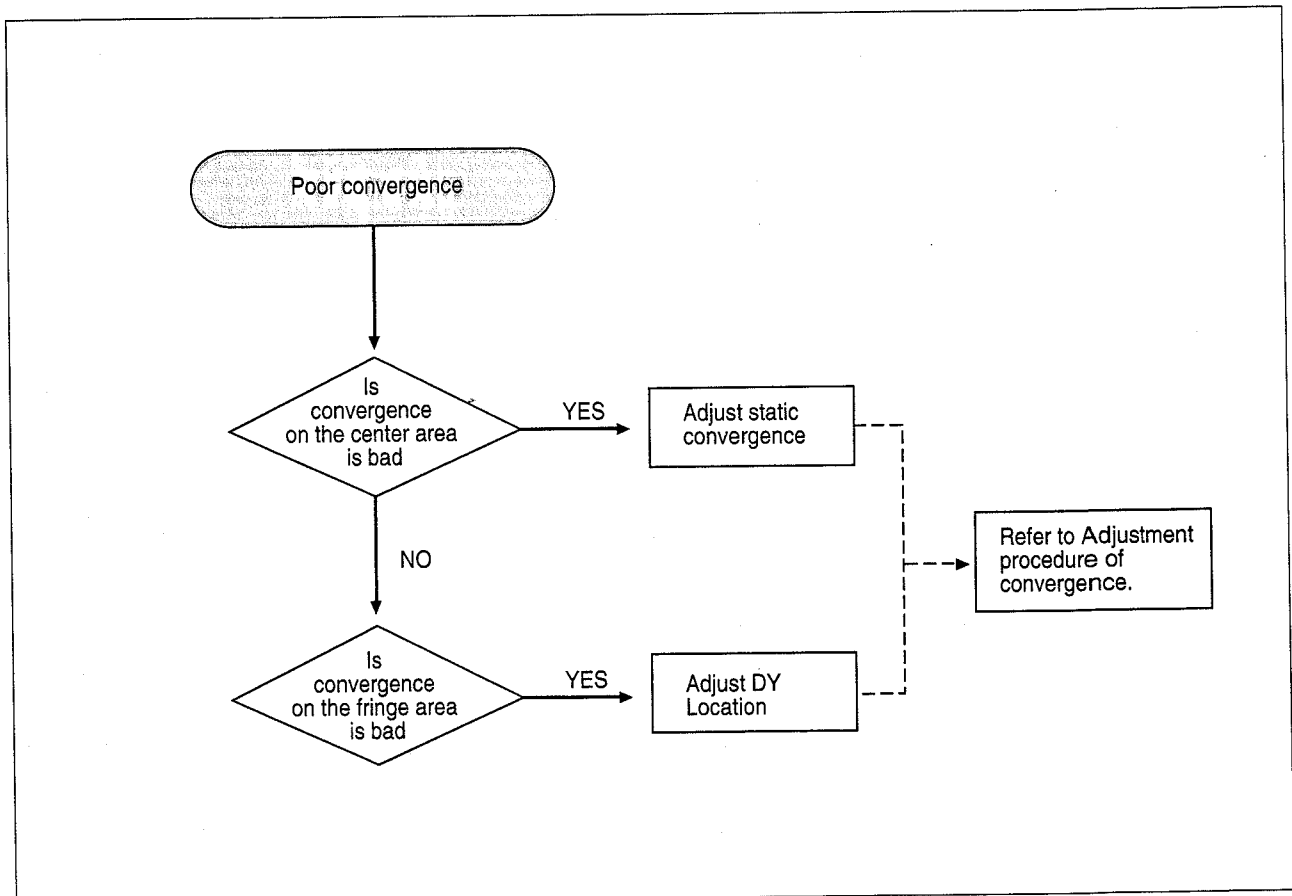 Poor convergence
Is
convergence
on the center area
is bad
YES
Adjust static
convergence
NO
Refer to Adjustment
procedure of
convergence.
Is
convergence
on the fringe area
is bad
YES
Adjust DY
Location